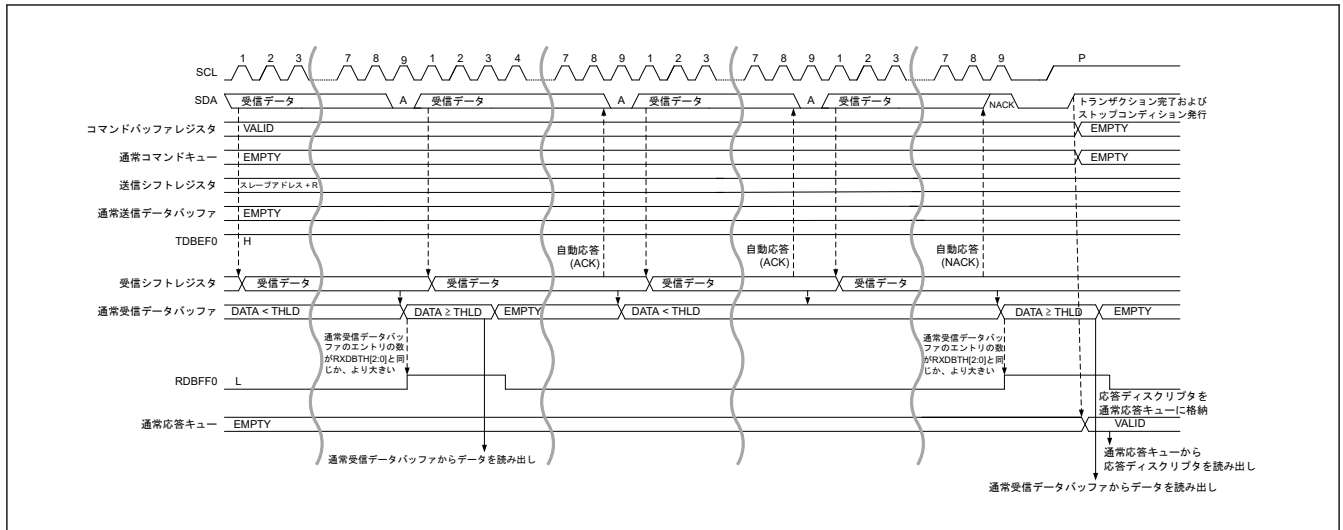 1 2 3 7 8 9 1 2 3 4 7 8 9 1 2 3 7 8 9 1 2 3 7 8 9 P
SCL
SDA 受信データ A 受信データ A 受信データ A 受信データ NACK
トランザクション完了および
ストップコンディション発行
コマンドバッファレジスタ VALID EMPTY
通常コマンドキュー EMPTY EMPTY
送信シフトレジスタ スレーブアドレス + R
通常送信データバッファ EMPTY
TDBEF0 H
自動応答
(ACK)
自動応答
(ACK)
自動応答
(NACK)
受信シフトレジスタ 受信データ 受信データ 受信データ 受信データ
通常受信データバッファ DATA < THLD DATA ≥ THLD EMPTY DATA < THLD DATA ≥ THLD EMPTY
通常受信データバッ
ファのエントリの数
がRXDBTH[2:0]と同
じか、より大きい
通常受信データバッ
ファのエントリの数
がRXDBTH[2:0]と同
じか、より大きい
RDBFF0 L
応答ディスクリプタを
通常応答キューに格納
通常応答キュー EMPTY VALID
通常受信データバッファからデータを読み出し
通常応答キューから
応答ディスクリプタを読み出し
通常受信データバッファからデータを読み出し